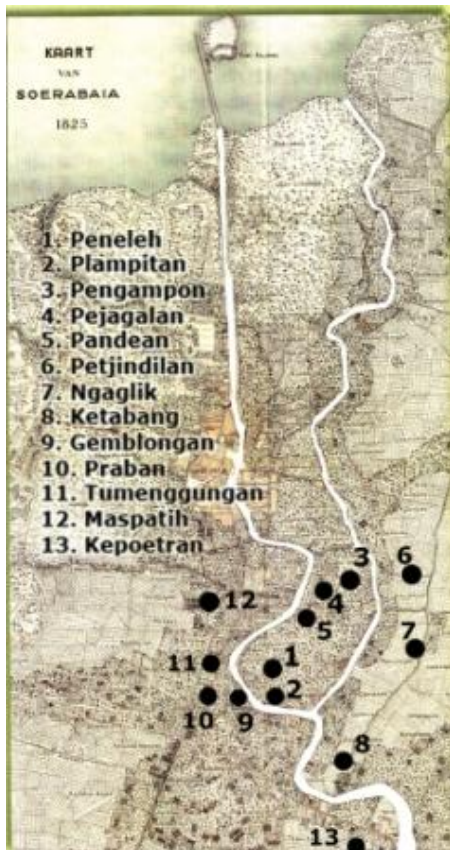 KAART
VAN
SOERABAIA
1825
1. Peneleh
2. Plampitan
3. Pengampon
4. Pejagalan
5. Pandean
6. Petjindilan
7. Ngaglik
8. Ketabang
9. Gemblongan
10. Praban
11. Tumenggungan
12. Maspatih
13. Kepoetran
3
6
4
12
5
7
11
1
2
10
9
8
13